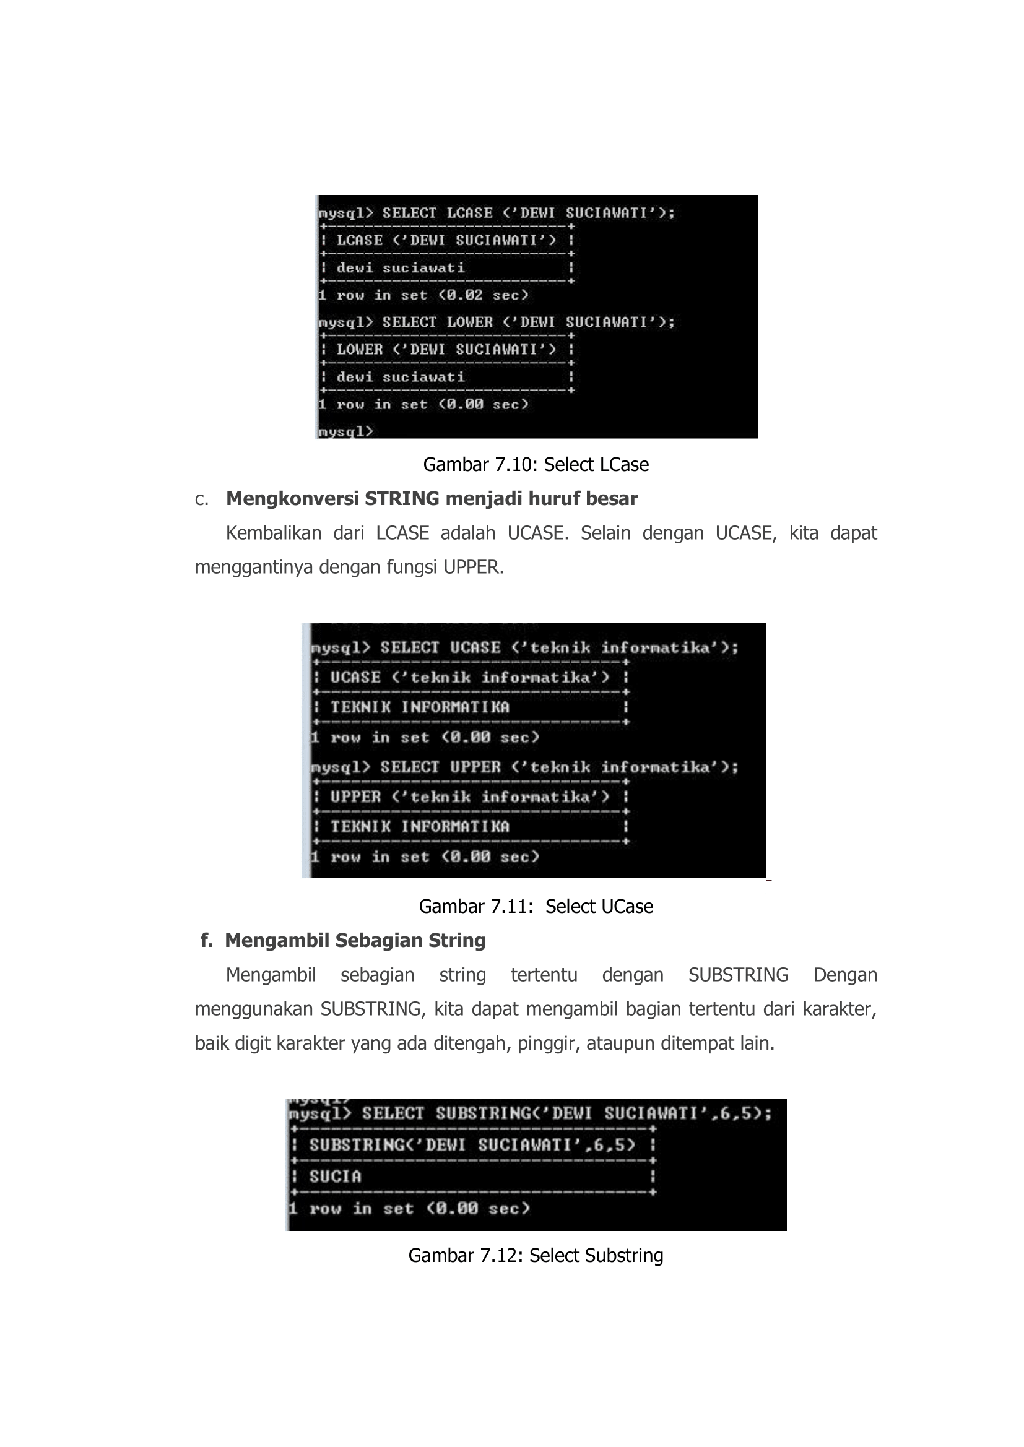 mysql> SELECT LCASE ('DEWI SUCIAWATI');
+--------------------------+
| LCASE ('DEWI SUCIAWATI') |
+--------------------------+
| dewi suciawati           |
+--------------------------+
1 row in set (0.02 sec)
mysql> SELECT LOWER ('DEWI SUCIAWATI');
+--------------------------+
| LOWER ('DEWI SUCIAWATI') |
+--------------------------+
| dewi suciawati           |
+--------------------------+
1 row in set (0.00 sec)
mysql>
Gambar 7.10: Select LCase
c. Mengkonversi STRING menjadi huruf besar
Kembalikan dari LCASE adalah UCASE. Selain dengan UCASE, kita dapat
menggantinya dengan fungsi UPPER.
mysql> SELECT UCASE ('teknik informatika');
+------------------------------+
| UCASE ('teknik informatika') |
+------------------------------+
| TEKNIK INFORMATIKA           |
+------------------------------+
1 row in set (0.00 sec)
mysql> SELECT UPPER ('teknik informatika');
+------------------------------+
| UPPER ('teknik informatika') |
+------------------------------+
| TEKNIK INFORMATIKA           |
+------------------------------+
1 row in set (0.00 sec)
Gambar 7.11: Select UCase
f. Mengambil Sebagian String
Mengambil sebagian string tertentu dengan SUBSTRING Dengan
menggunakan SUBSTRING, kita dapat mengambil bagian tertentu dari karakter,
baik digit karakter yang ada ditengah, pinggir, ataupun ditempat lain.
mysql>
mysql> SELECT SUBSTRING('DEWI SUCIAWATI',6,5);
+---------------------------------+
| SUBSTRING('DEWI SUCIAWATI',6,5) |
+---------------------------------+
| SUCIA                           |
+---------------------------------+
1 row in set (0.00 sec)
Gambar 7.12: Select Substring